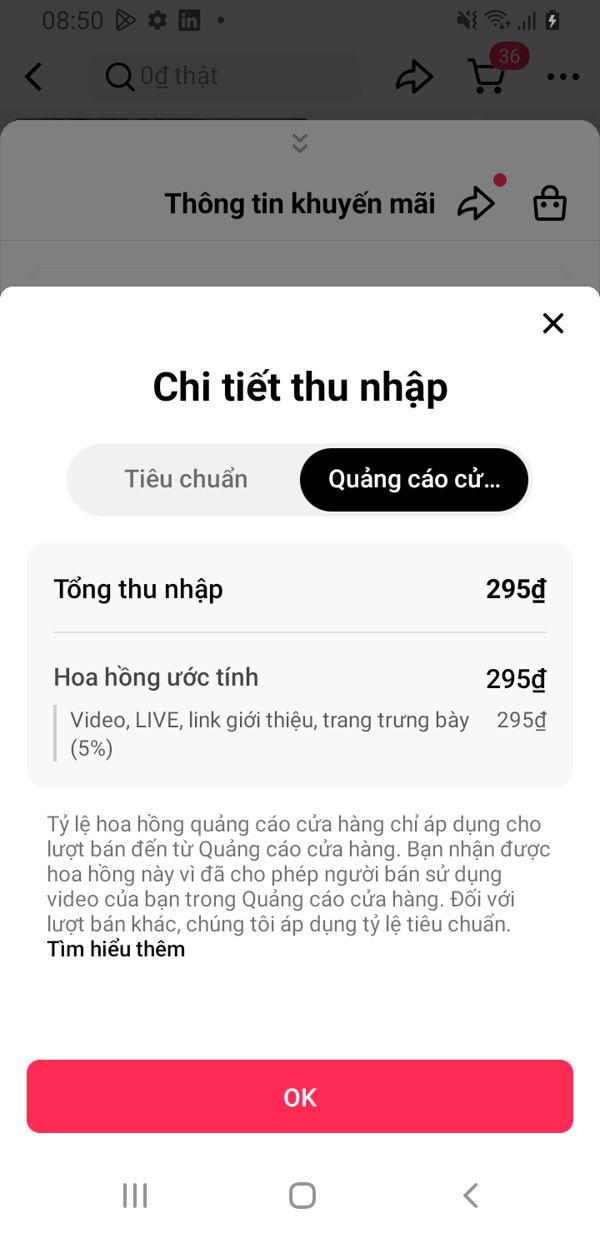 08:50
0₫ thật
36
Thông tin khuyến mãi
Chi tiết thu nhập
Tiêu chuẩn
Quảng cáo cử...
Tổng thu nhập 295₫
Hoa hồng ước tính 295₫
Video, LIVE, link giới thiệu, trang trưng bày 295₫
(5%)
Tỷ lệ hoa hồng quảng cáo cửa hàng chỉ áp dụng cho
lượt bán đến từ Quảng cáo cửa hàng. Bạn nhận được
hoa hồng này vì đã cho phép người bán sử dụng
video của bạn trong Quảng cáo cửa hàng. Đối với
lượt bán khác, chúng tôi áp dụng tỷ lệ tiêu chuẩn.
Tìm hiểu thêm
OK